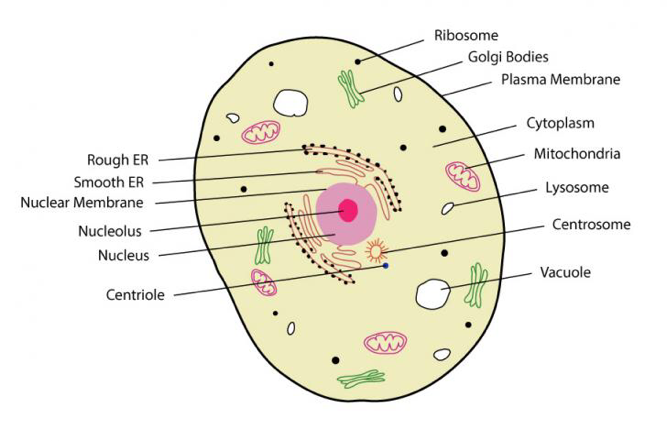 Ribosome
Golgi Bodies
Plasma Membrane
Cytoplasm
Mitochondria
Lysosome
Centrosome
Vacuole
Rough ER
Smooth ER
Nuclear Membrane
Nucleolus
Nucleus
Centriole